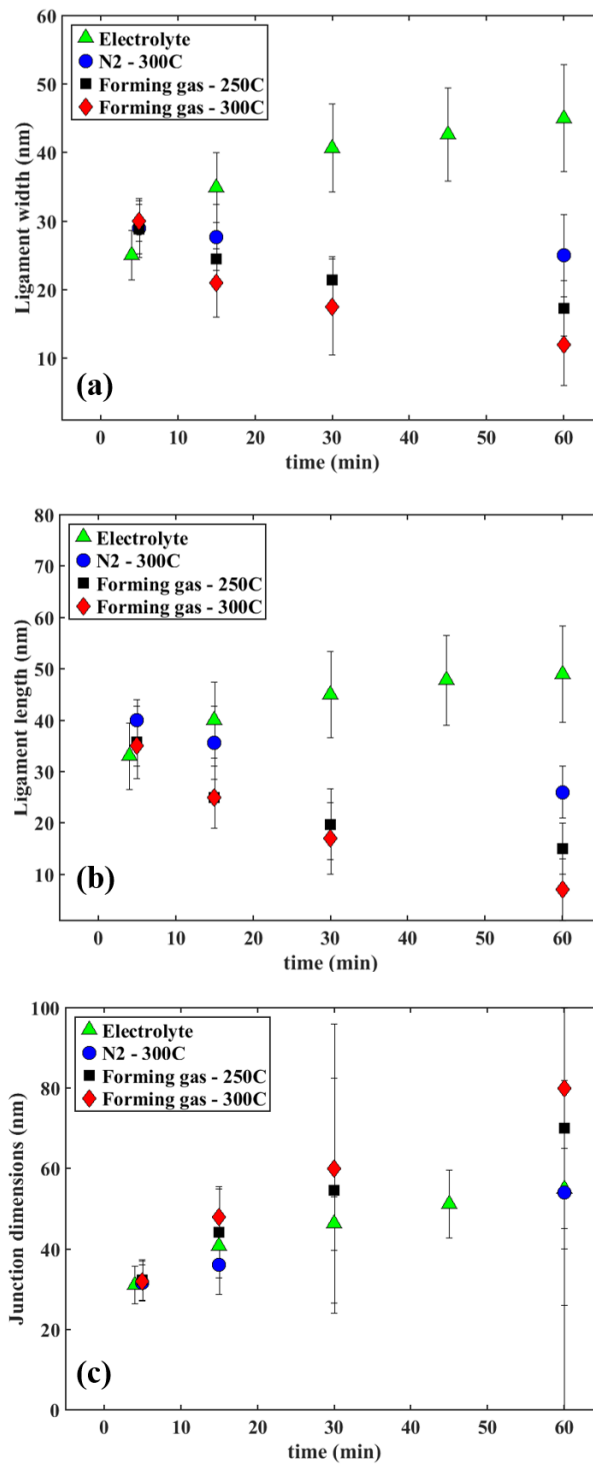 60
50
40
30
20
10
Ligament width (nm)
Electrolyte
N2 - 300C
Forming gas - 250C
Forming gas - 300C
(a)
0 10 20 30 40 50 60
time (min)
80
70
60
50
40
30
20
10
Ligament length (nm)
Electrolyte
N2 - 300C
Forming gas - 250C
Forming gas - 300C
(b)
0 10 20 30 40 50 60
time (min)
100
80
60
40
20
0
Junction dimensions (nm)
Electrolyte
N2 - 300C
Forming gas - 250C
Forming gas - 300C
(c)
0 10 20 30 40 50 60
time (min)